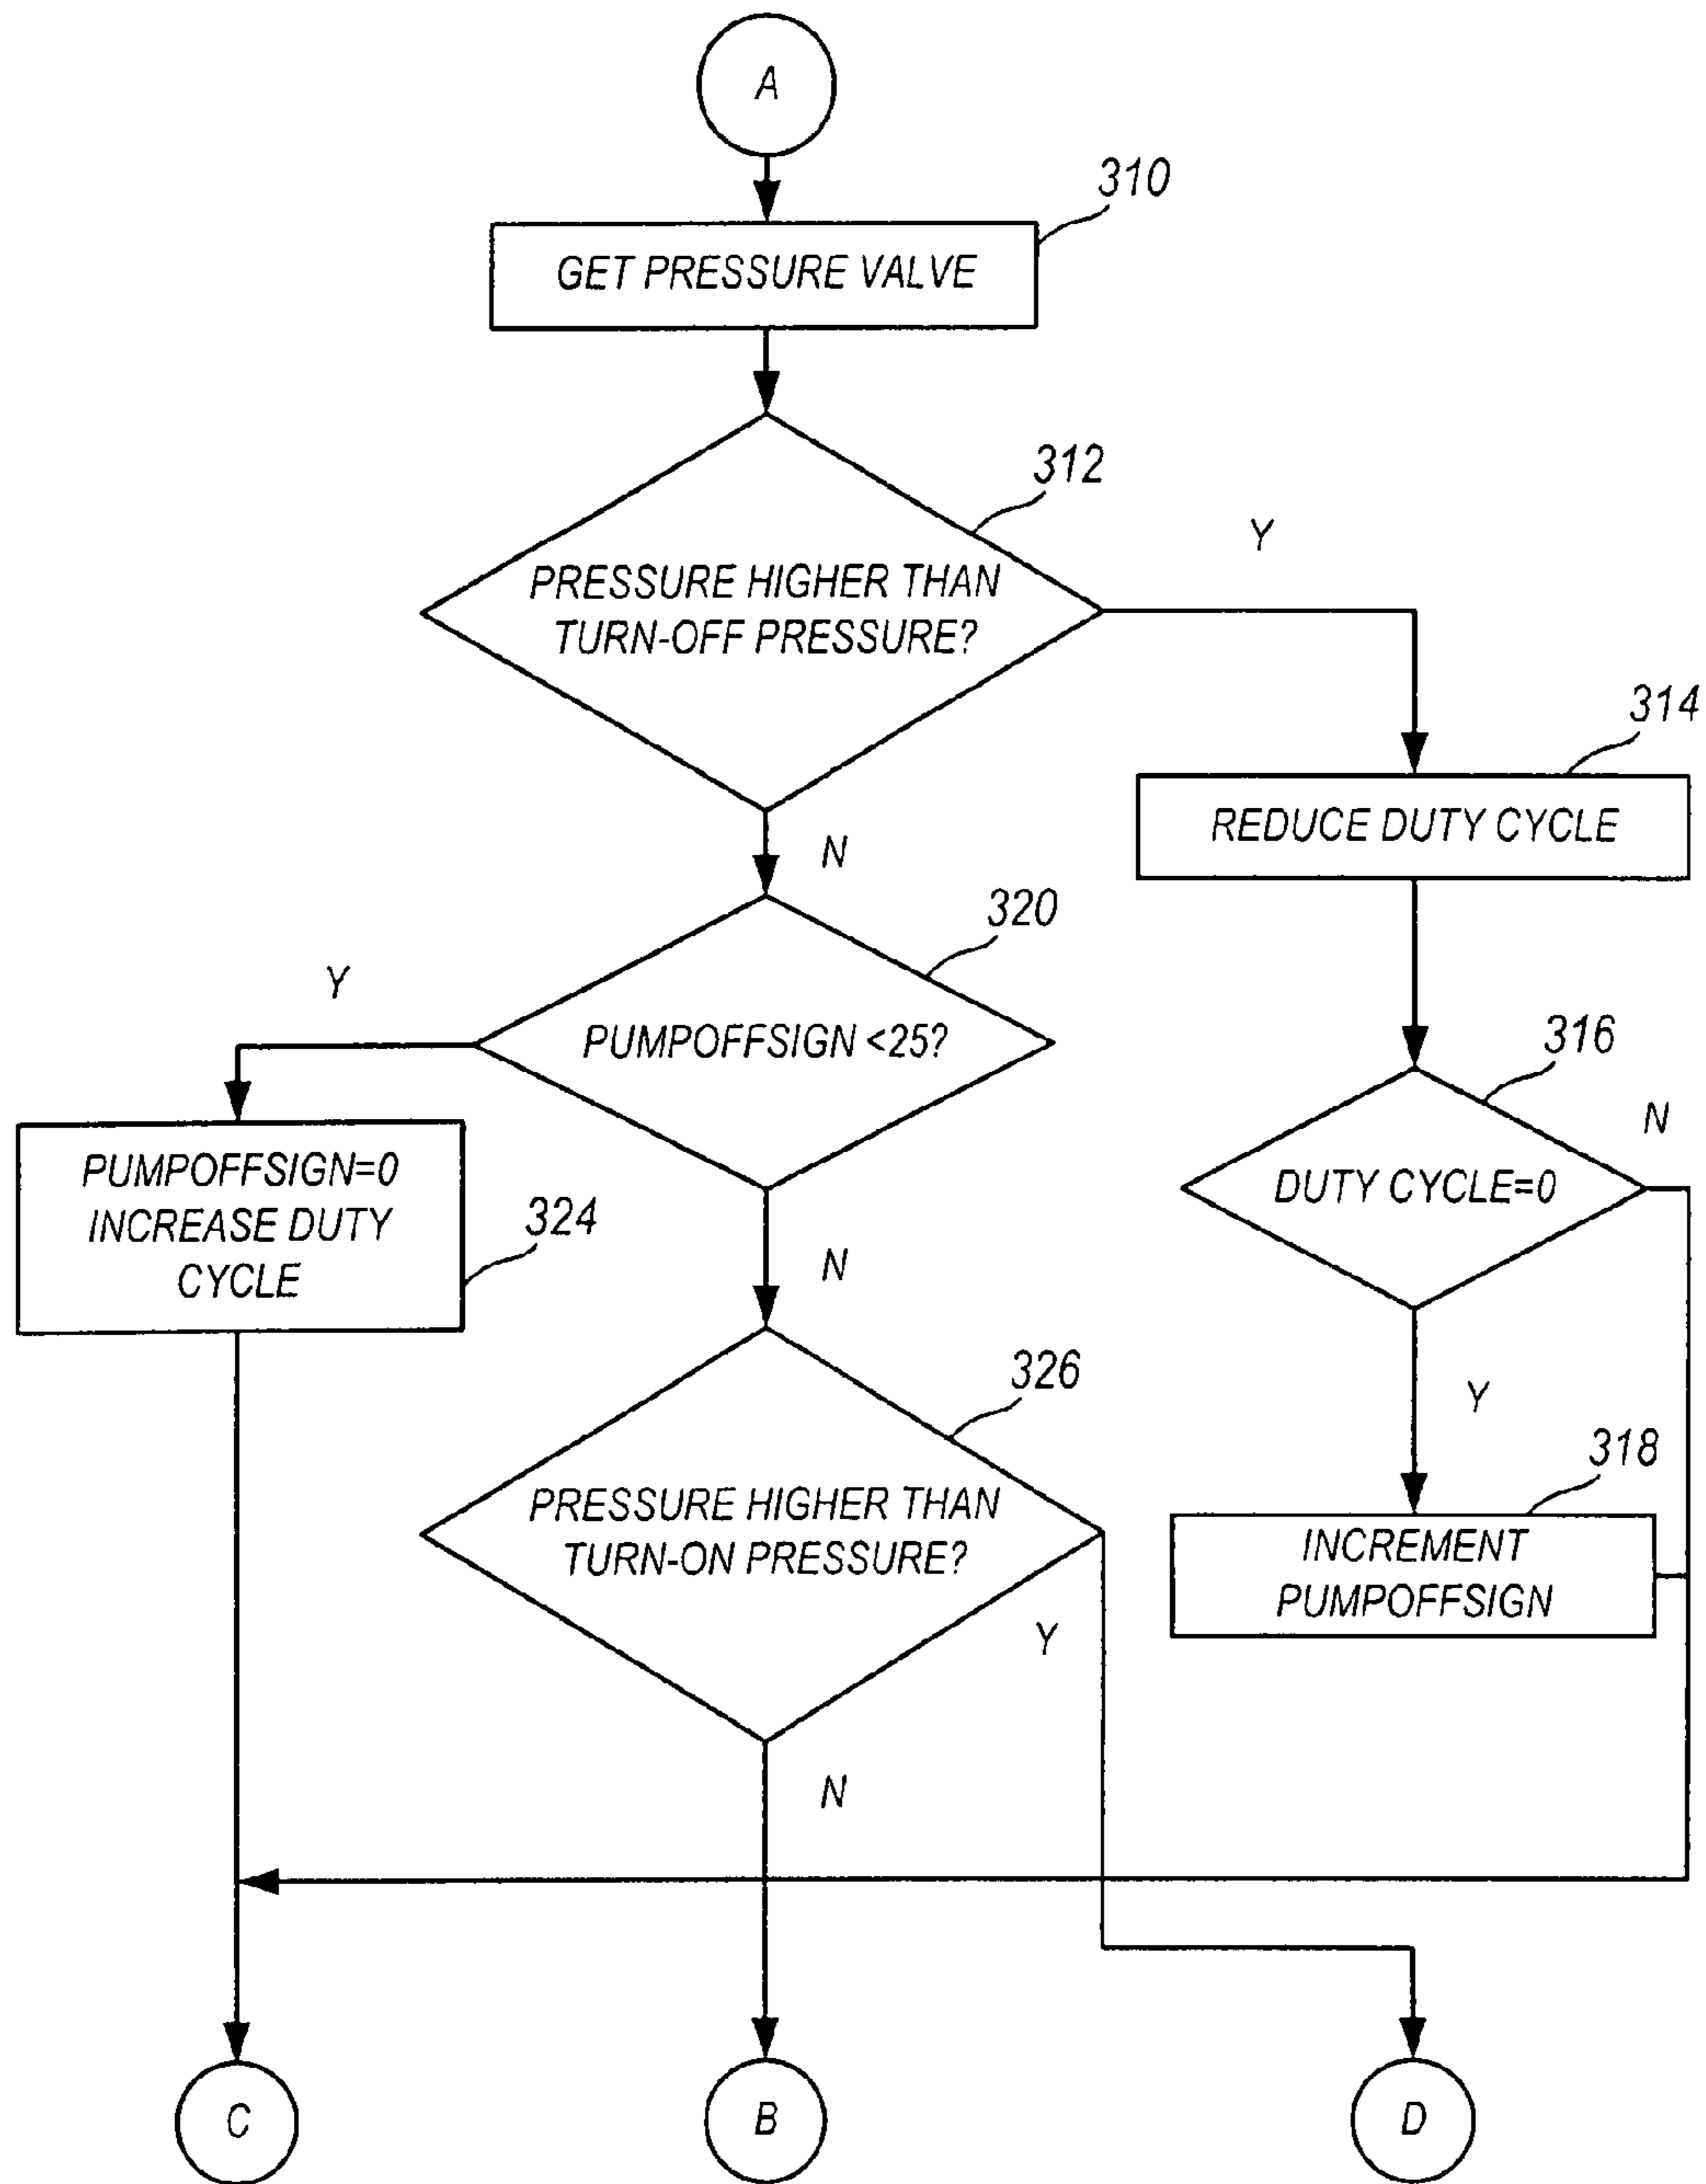 A
310
GET PRESSURE VALVE
312
Y
PRESSURE HIGHER THAN
TURN-OFF PRESSURE?
314
REDUCE DUTY CYCLE
N
320
Y
PUMPOFFSIGN <25?
316
N
DUTY CYCLE=0
PUMPOFFSIGN=0
INCREASE DUTY
CYCLE
324
N
326
Y
318
PRESSURE HIGHER THAN
TURN-ON PRESSURE?
INCREMENT
PUMPOFFSIGN
Y
N
C
B
D